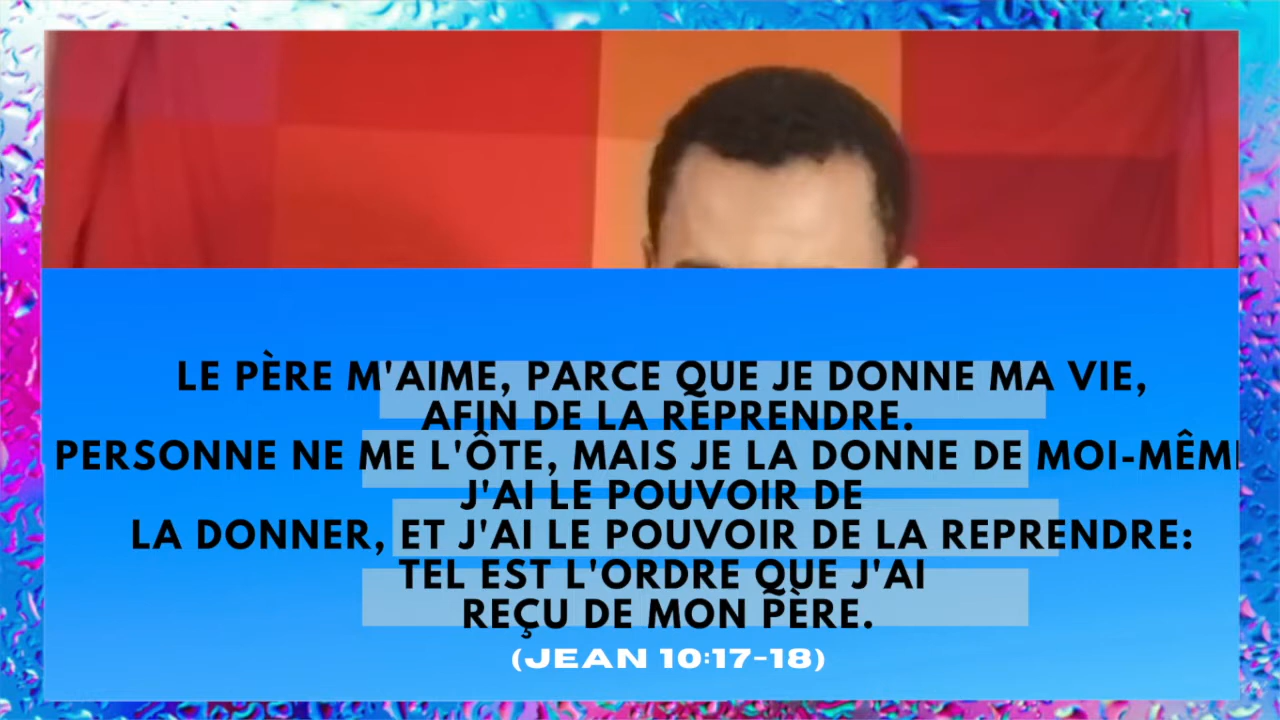 LE PÈRE M'AIME, PARCE QUE JE DONNE MA VIE,
AFIN DE LA REPRENDRE.
PERSONNE NE ME L'ÔTE, MAIS JE LA DONNE DE MOI-MÊM
J'AI LE POUVOIR DE
LA DONNER, ET J'AI LE POUVOIR DE LA REPRENDRE:
TEL EST L'ORDRE QUE J'AI
REÇU DE MON PÈRE.
(JEAN 10:17-18)